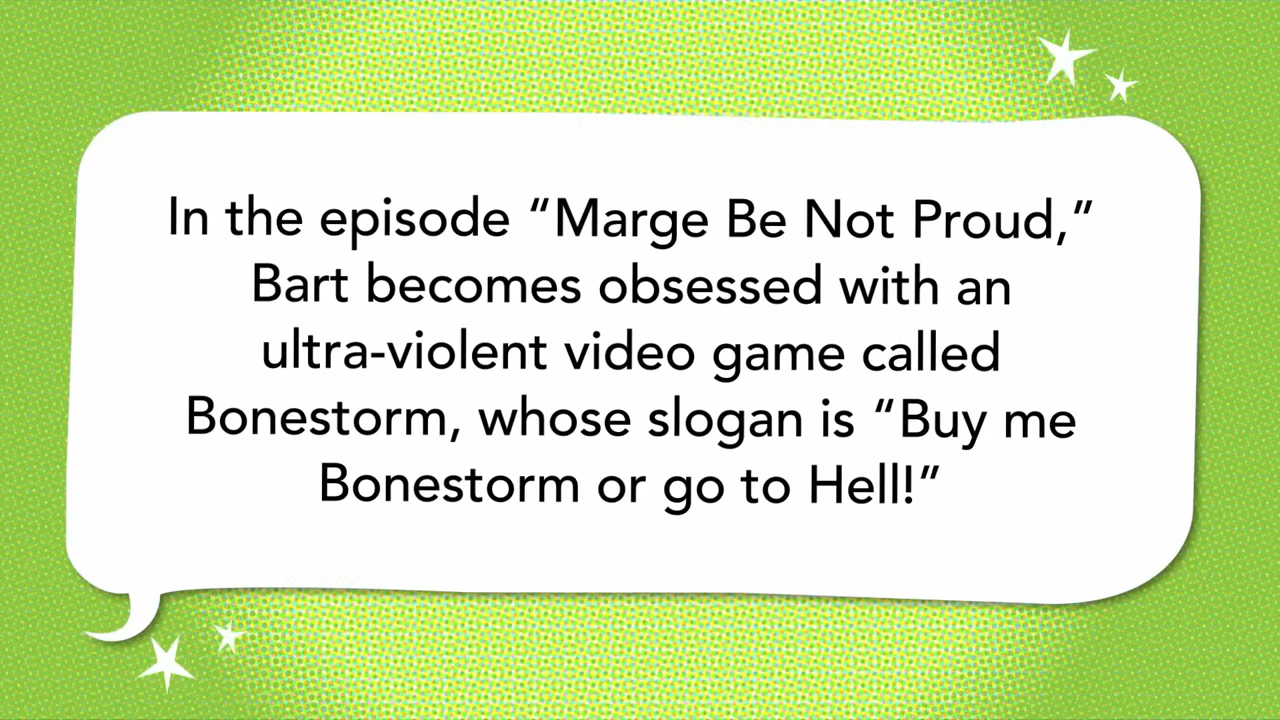 In the episode “Marge Be Not Proud,”
Bart becomes obsessed with an
ultra-violent video game called
Bonestorm, whose slogan is “Buy me
Bonestorm or go to Hell!”